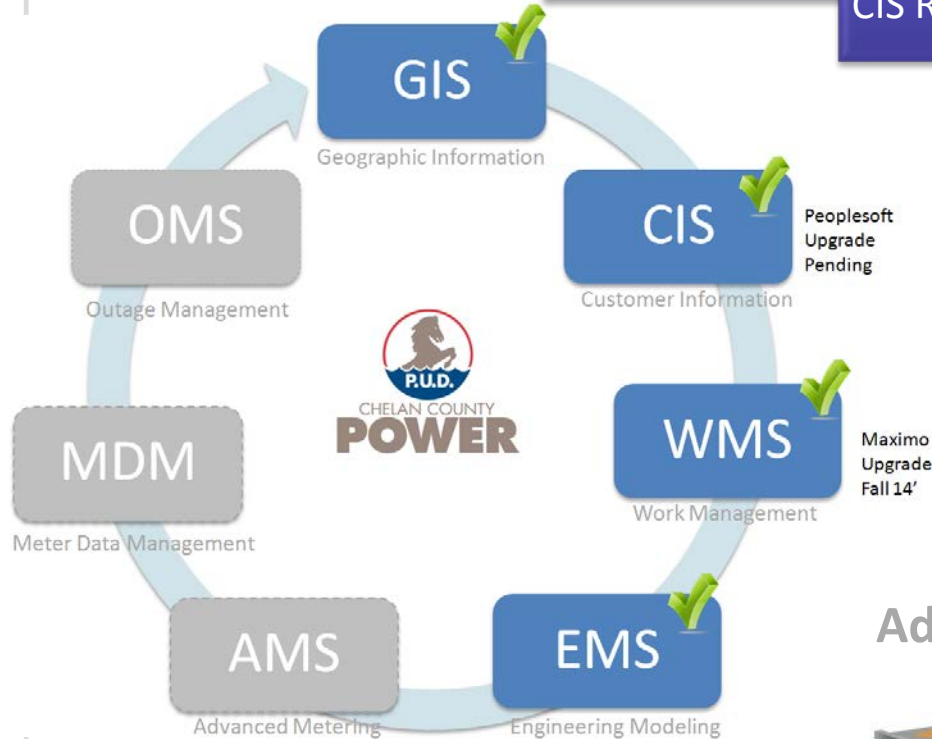 CIS R
GIS
Geographic Information
CIS
Customer Information
Peoplesoft
Upgrade
Pending
WMS
Work Management
Maximo
Upgrade
Fall 14’
EMS
Engineering Modeling
AMS
Advanced Metering
MDM
Meter Data Management
OMS
Outage Management
P.U.D.
CHELAN COUNTY
POWER
Ad